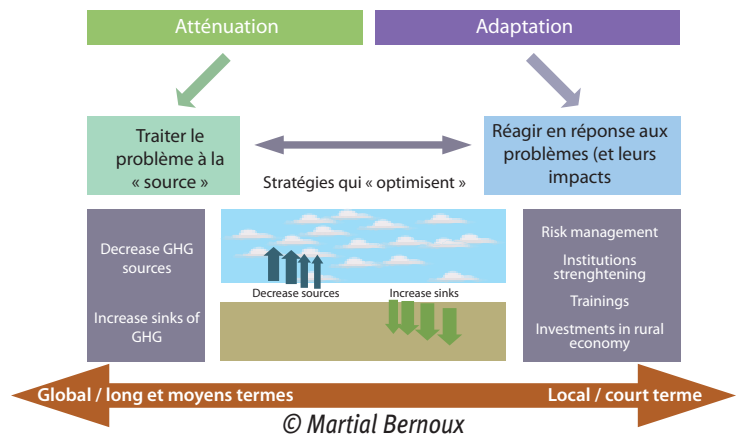 Atténuation
Adaptation
Traiter le
problème à la
« source »
Stratégies qui « optimisent »
Réagir en réponse aux
problèmes (et leurs
impacts
Decrease GHG
sources
Increase sinks of
GHG
Decrease sources
Increase sinks
Risk management
Institutions
strenghtening
Trainings
Investments in rural
economy
Global / long et moyens termes
Local / court terme
© Martial Bernoux